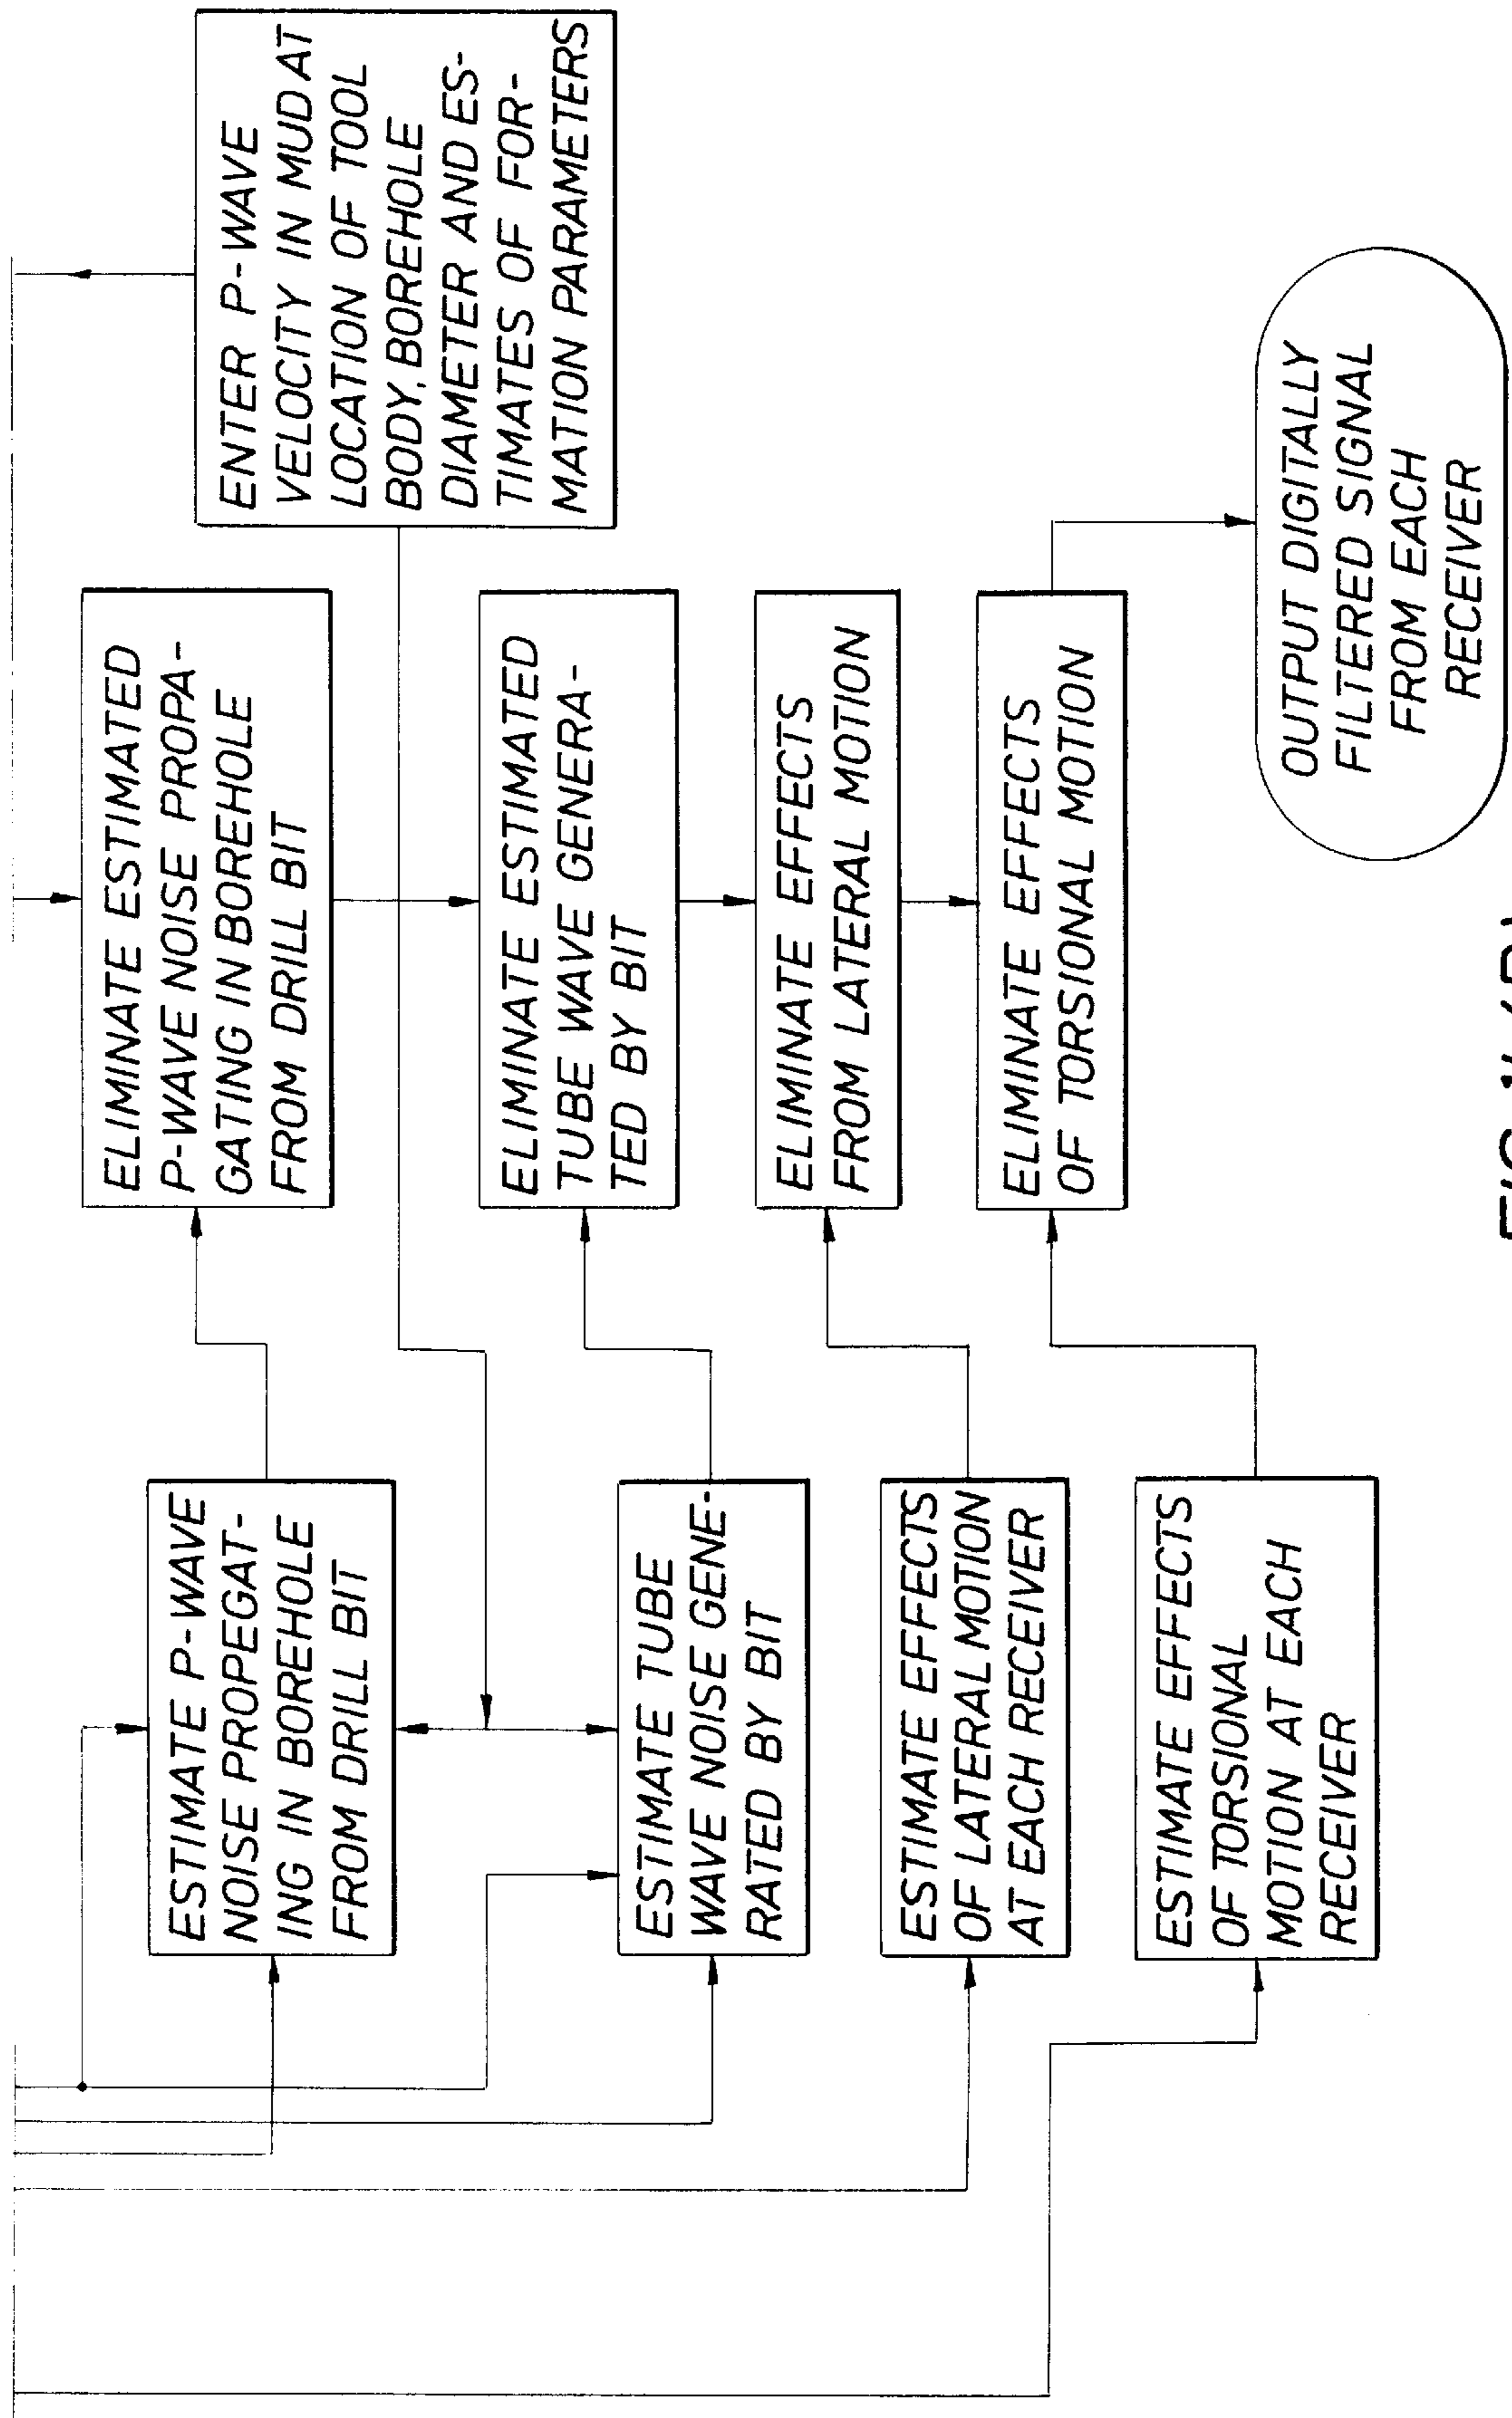 ESTIMATE P-WAVE
NOISE PROPEGAT-
ING IN BOREHOLE
FROM DRILL BIT
ELIMINATE ESTIMATED
P-WAVE NOISE PROPA-
GATING IN BOREHOLE
FROM DRILL BIT
ENTER P-WAVE
VELOCITY IN MUD AT
LOCATION OF TOOL
BODY, BOREHOLE
DIAMETER AND ES-
TIMATES OF FOR-
MATION PARAMETERS
ESTIMATE TUBE
WAVE NOISE GENE-
RATED BY BIT
ELIMINATE ESTIMATED
TUBE WAVE GENERA-
TED BY BIT
ESTIMATE EFFECTS
OF LATERAL MOTION
AT EACH RECEIVER
ELIMINATE EFFECTS
FROM LATERAL MOTION
ESTIMATE EFFECTS
OF TORSIONAL
MOTION AT EACH
RECEIVER
ELIMINATE EFFECTS
OF TORSIONAL MOTION
OUTPUT DIGITALLY
FILTERED SIGNAL
FROM EACH
RECEIVER